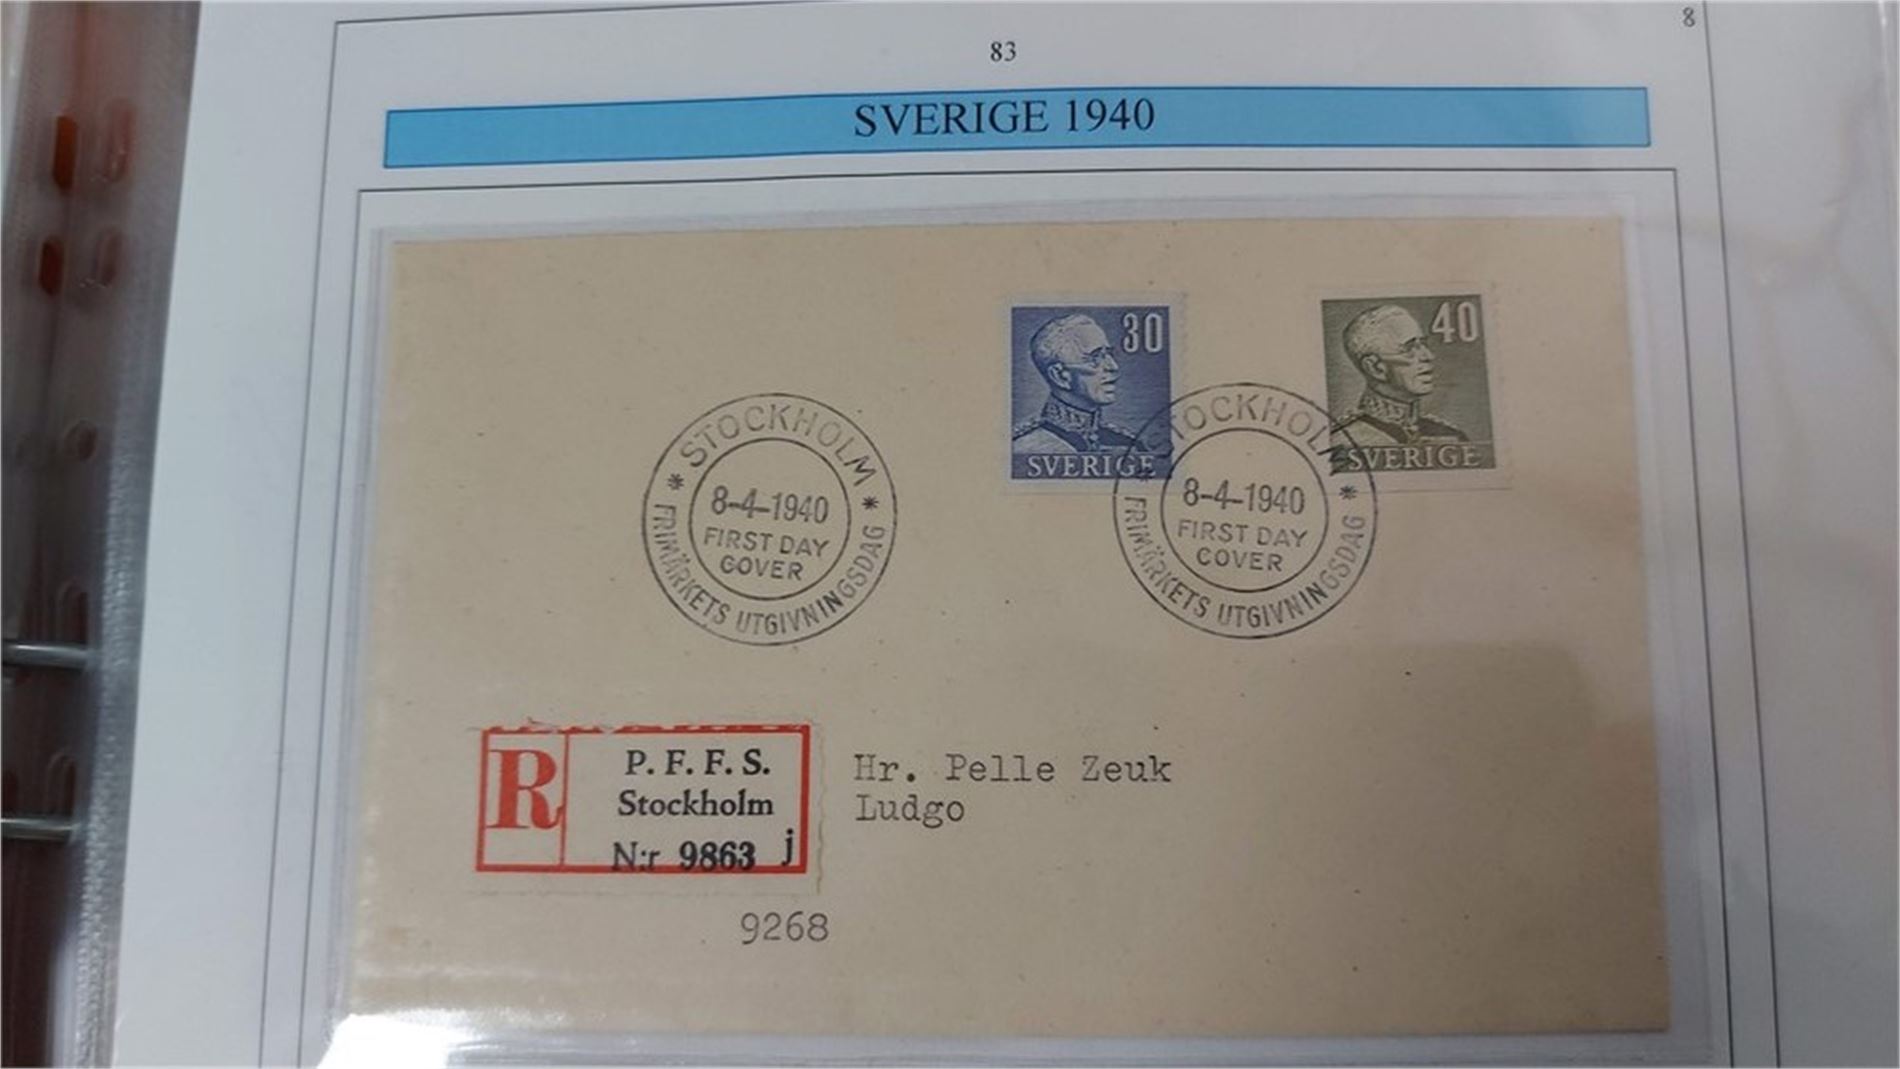 8
83
SVERIGE 1940
30
SVERIGE
40
SVERIGE
STOCKHOLM
8-4-1940
FIRST DAY
COVER
FRIMÄRKETS UTGIVNINGSDAG
STOCKHOLM
8-4-1940
FIRST DAY
COVER
FRIMÄRKETS UTGIVNINGSDAG
R
P. F. F. S.
Stockholm
N:r 9863 j
Hr. Pelle Zeuk
Ludgo
9268